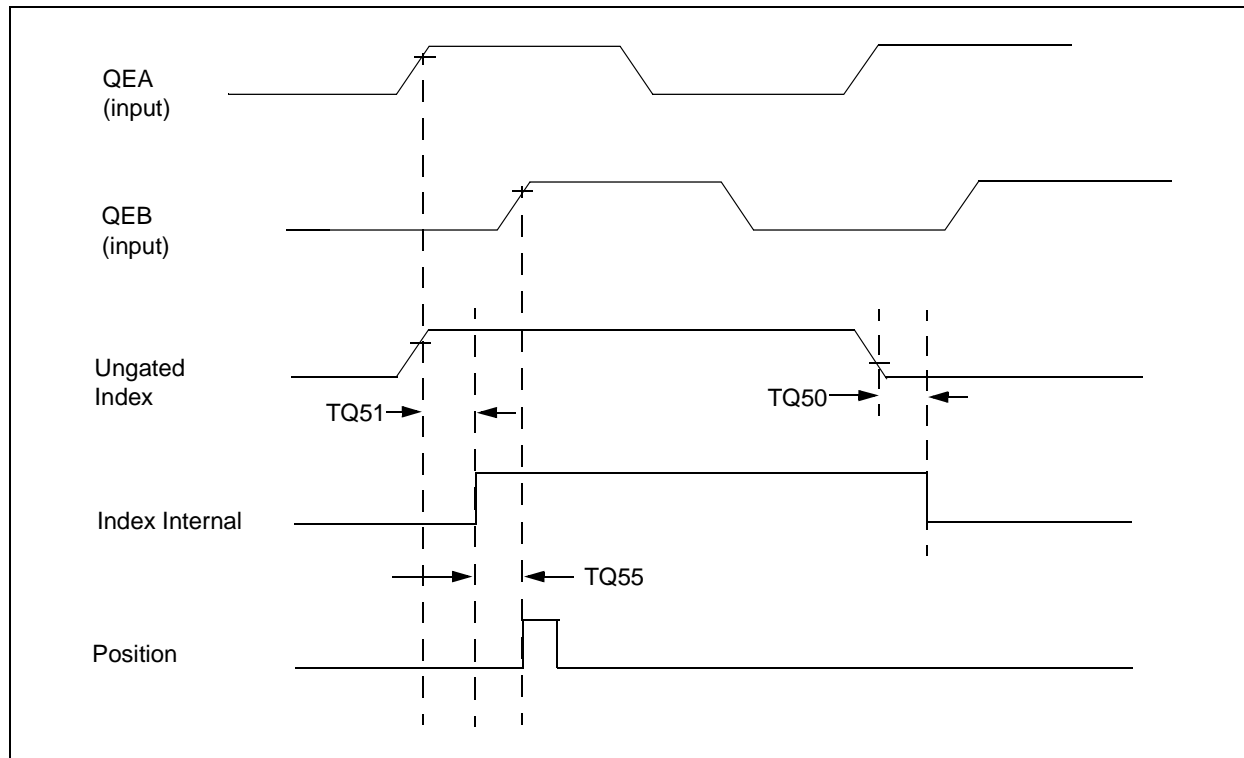 QEA
(input)
QEB
(input)
Ungated
Index
TQ51
TQ50
Index Internal
TQ55
Position